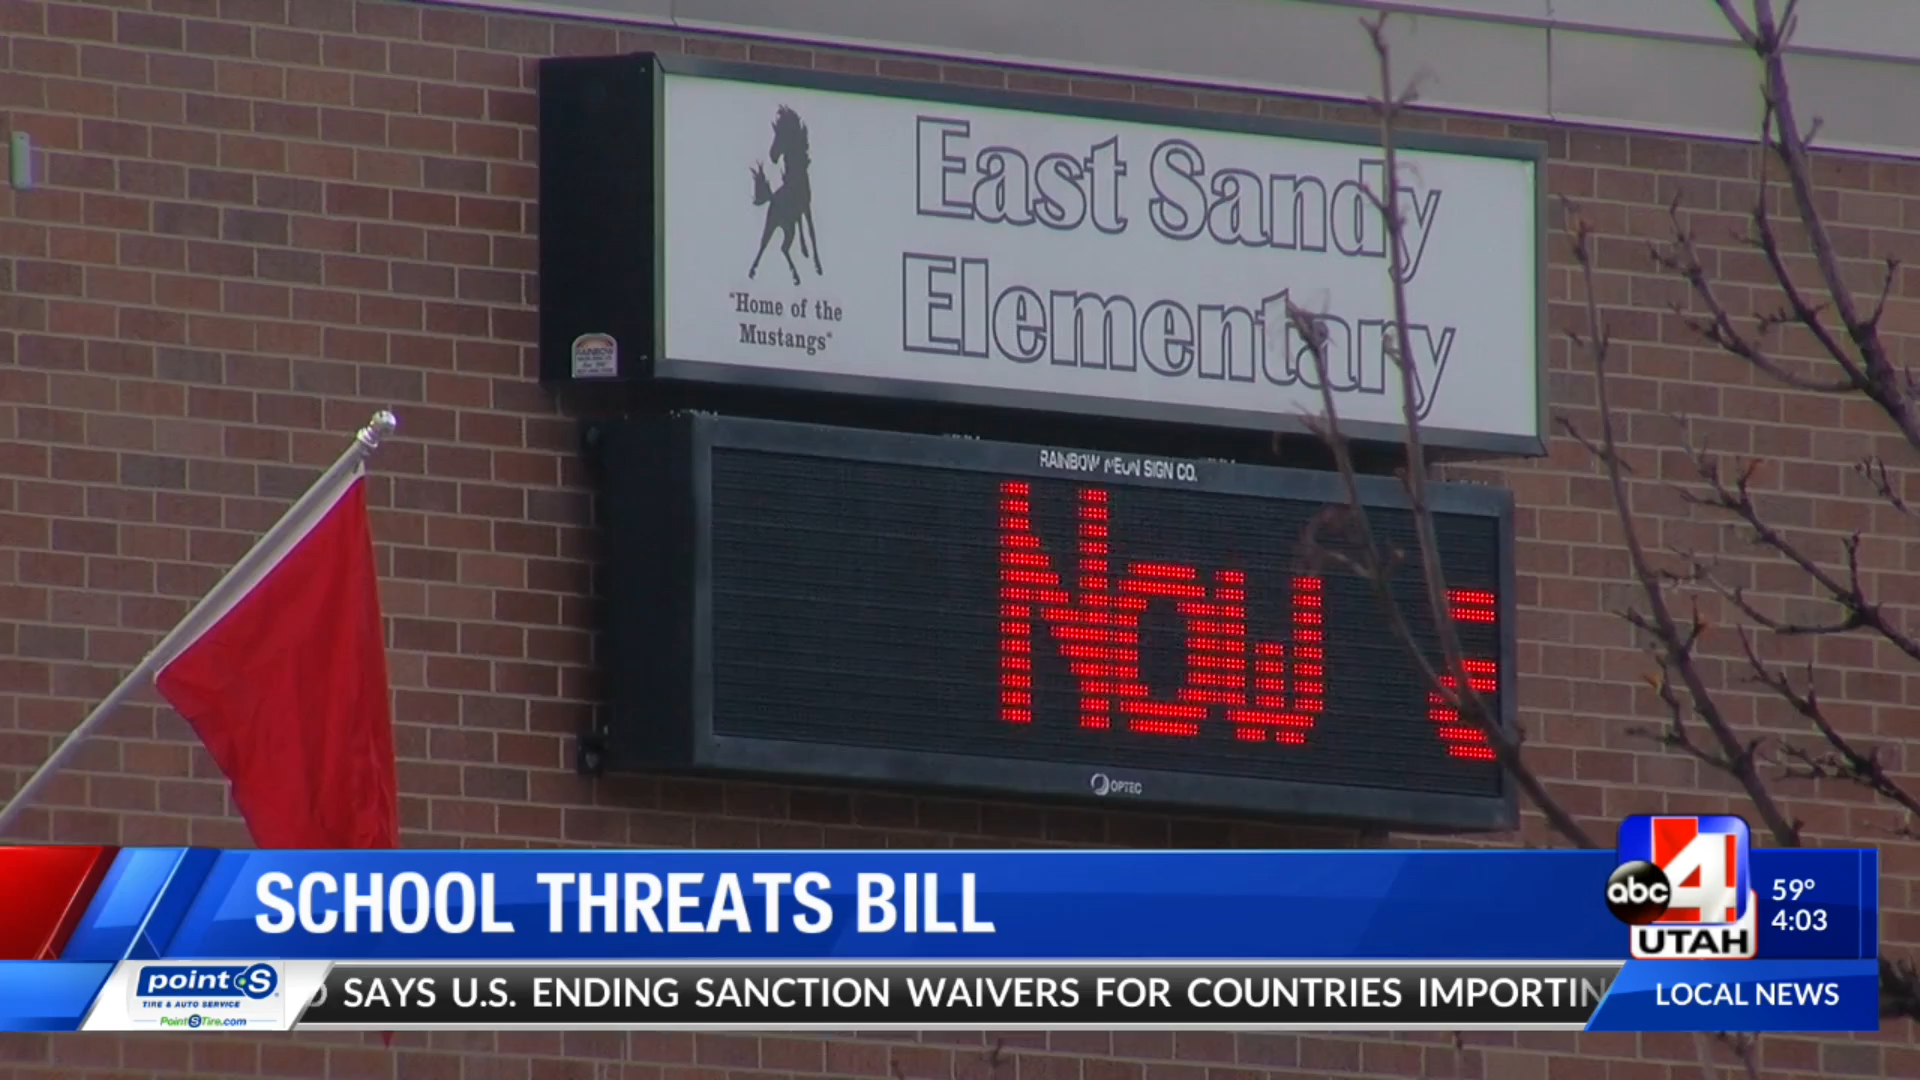 East Sandy
Elementary
"Home of the
Mustangs"
RAINBOW NEON SIGN CO.
Now
OPTEC
SCHOOL THREATS BILL
abc
4
UTAH
59°
4:03
point S
TIRE & AUTO SERVICE
PointSTire.com
SAYS U.S. ENDING SANCTION WAIVERS FOR COUNTRIES IMPORTIN
LOCAL NEWS